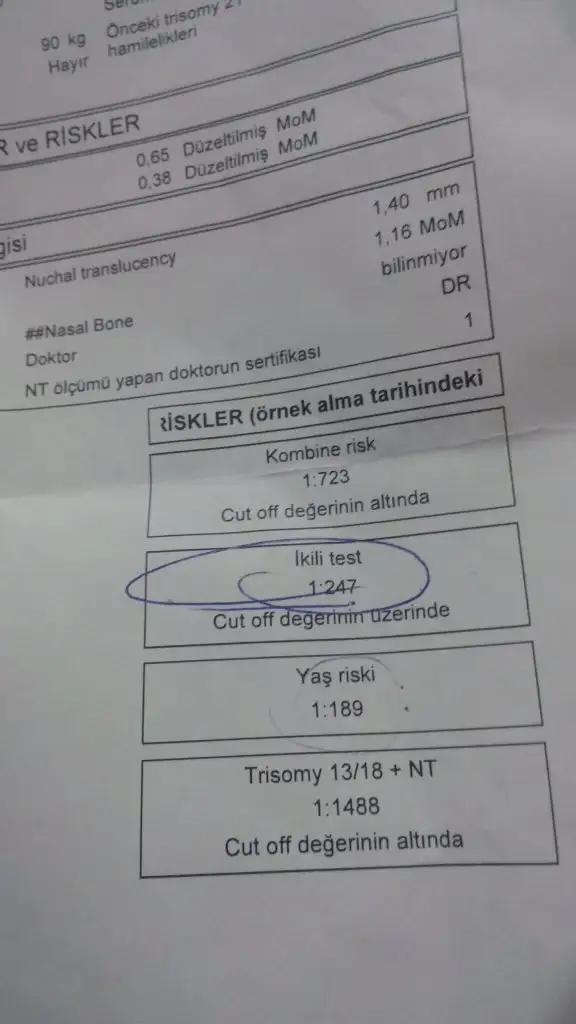 90 kg Önceki trisomy 21
Hayır hamilelikleri
R ve RİSKLER
0,65 Düzeltilmiş MoM
0,38 Düzeltilmiş MoM
gisi
Nuchal translucency 1,40 mm
1,16 MoM
##Nasal Bone bilinmiyor
Doktor DR
NT ölçümü yapan doktorun sertifikası 1
RİSKLER (örnek alma tarihindeki
Kombine risk
1:723
Cut off değerinin altında
İkili test
1:247
Cut off değerinin üzerinde
Yaş riski
1:189
Trisomy 13/18 + NT
1:1488
Cut off değerinin altında